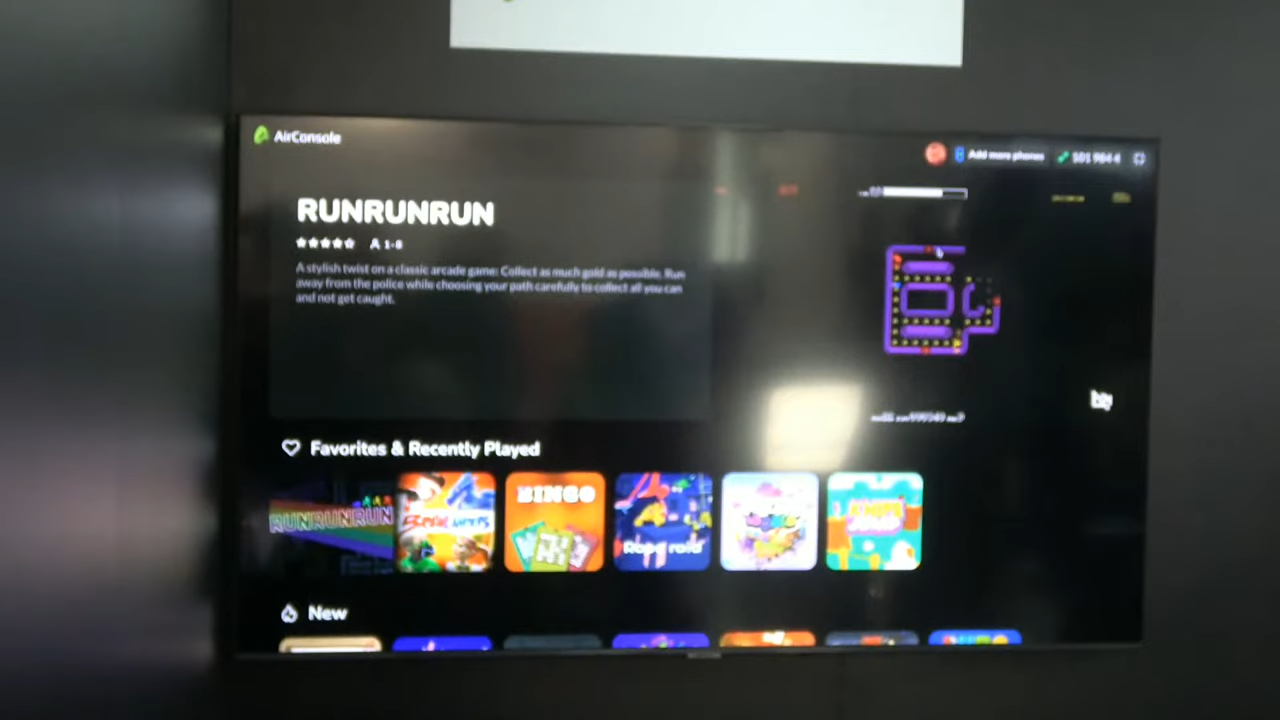 AirConsole
Add more phones
RUNRUNRUN
1-8
A stylish twist on a classic arcade game: Collect as much gold as possible. Run
away from the police while choosing your path carefully to collect all you can
and not get caught.
Favorites & Recently Played
RUNRUNRUN
BINGO
New